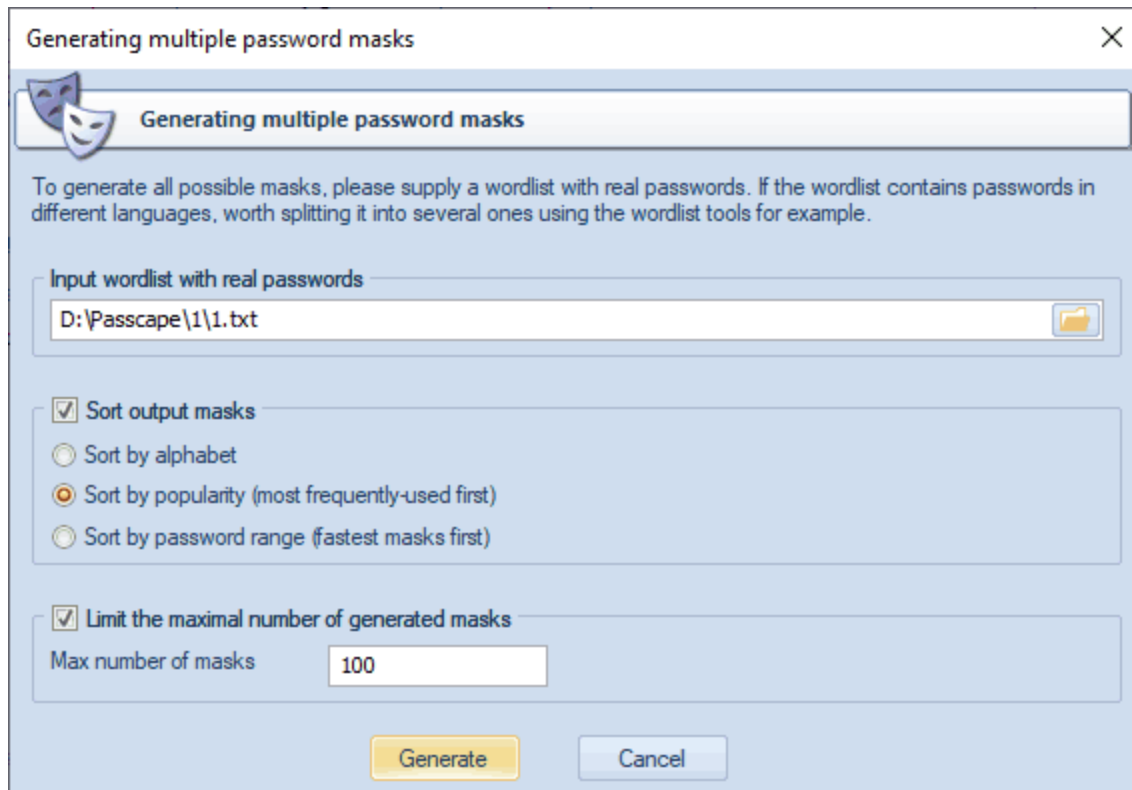 Generating multiple password masks
Generating multiple password masks
To generate all possible masks, please supply a wordlist with real passwords. If the wordlist contains passwords in
different languages, worth splitting it into several ones using the wordlist tools for example.
Input wordlist with real passwords
D:\Passcape\1\1.txt
Sort output masks
Sort by alphabet
Sort by popularity (most frequently-used first)
Sort by password range (fastest masks first)
Limit the maximal number of generated masks
Max number of masks 100
Generate Cancel